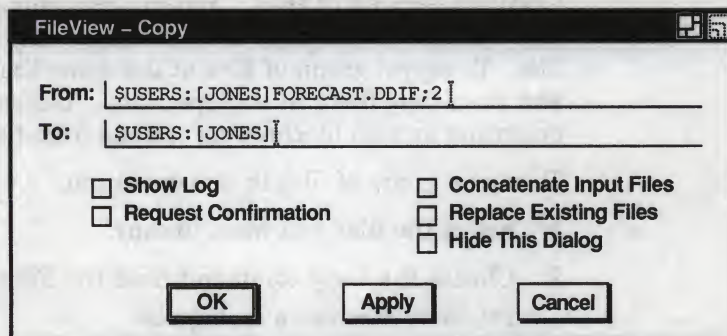 FileView – Copy
From: $USERS:[JONES]FORECAST.DDIF;2
To: $USERS:[JONES]
Show Log
Concatenate Input Files
Request Confirmation
Replace Existing Files
Hide This Dialog
OK
Apply
Cancel